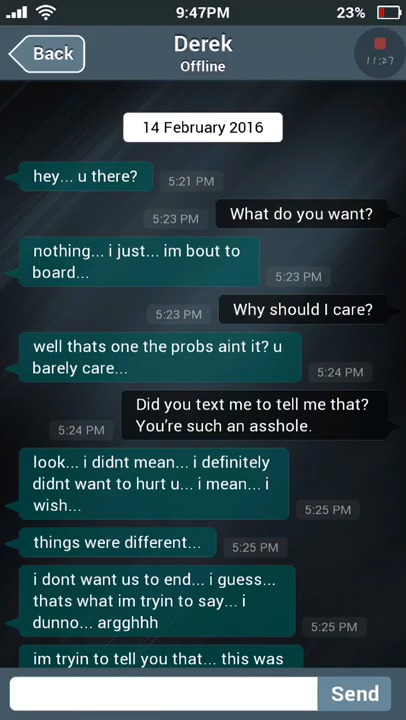 9:47PM
23%
Back
Derek
Offline
11:27
14 February 2016
hey... u there?
5:21 PM
What do you want?
5:23 PM
nothing... i just... im bout to
board...
5:23 PM
Why should I care?
5:23 PM
well thats one the probs aint it? u
barely care...
5:24 PM
Did you text me to tell me that?
You're such an asshole.
5:24 PM
look... i didnt mean... i definitely
didnt want to hurt u... i mean... i
wish...
5:25 PM
things were different...
5:25 PM
i dont want us to end... i guess...
thats what im tryin to say... i
dunno... argghhh
5:25 PM
im tryin to tell you that... this was
Send